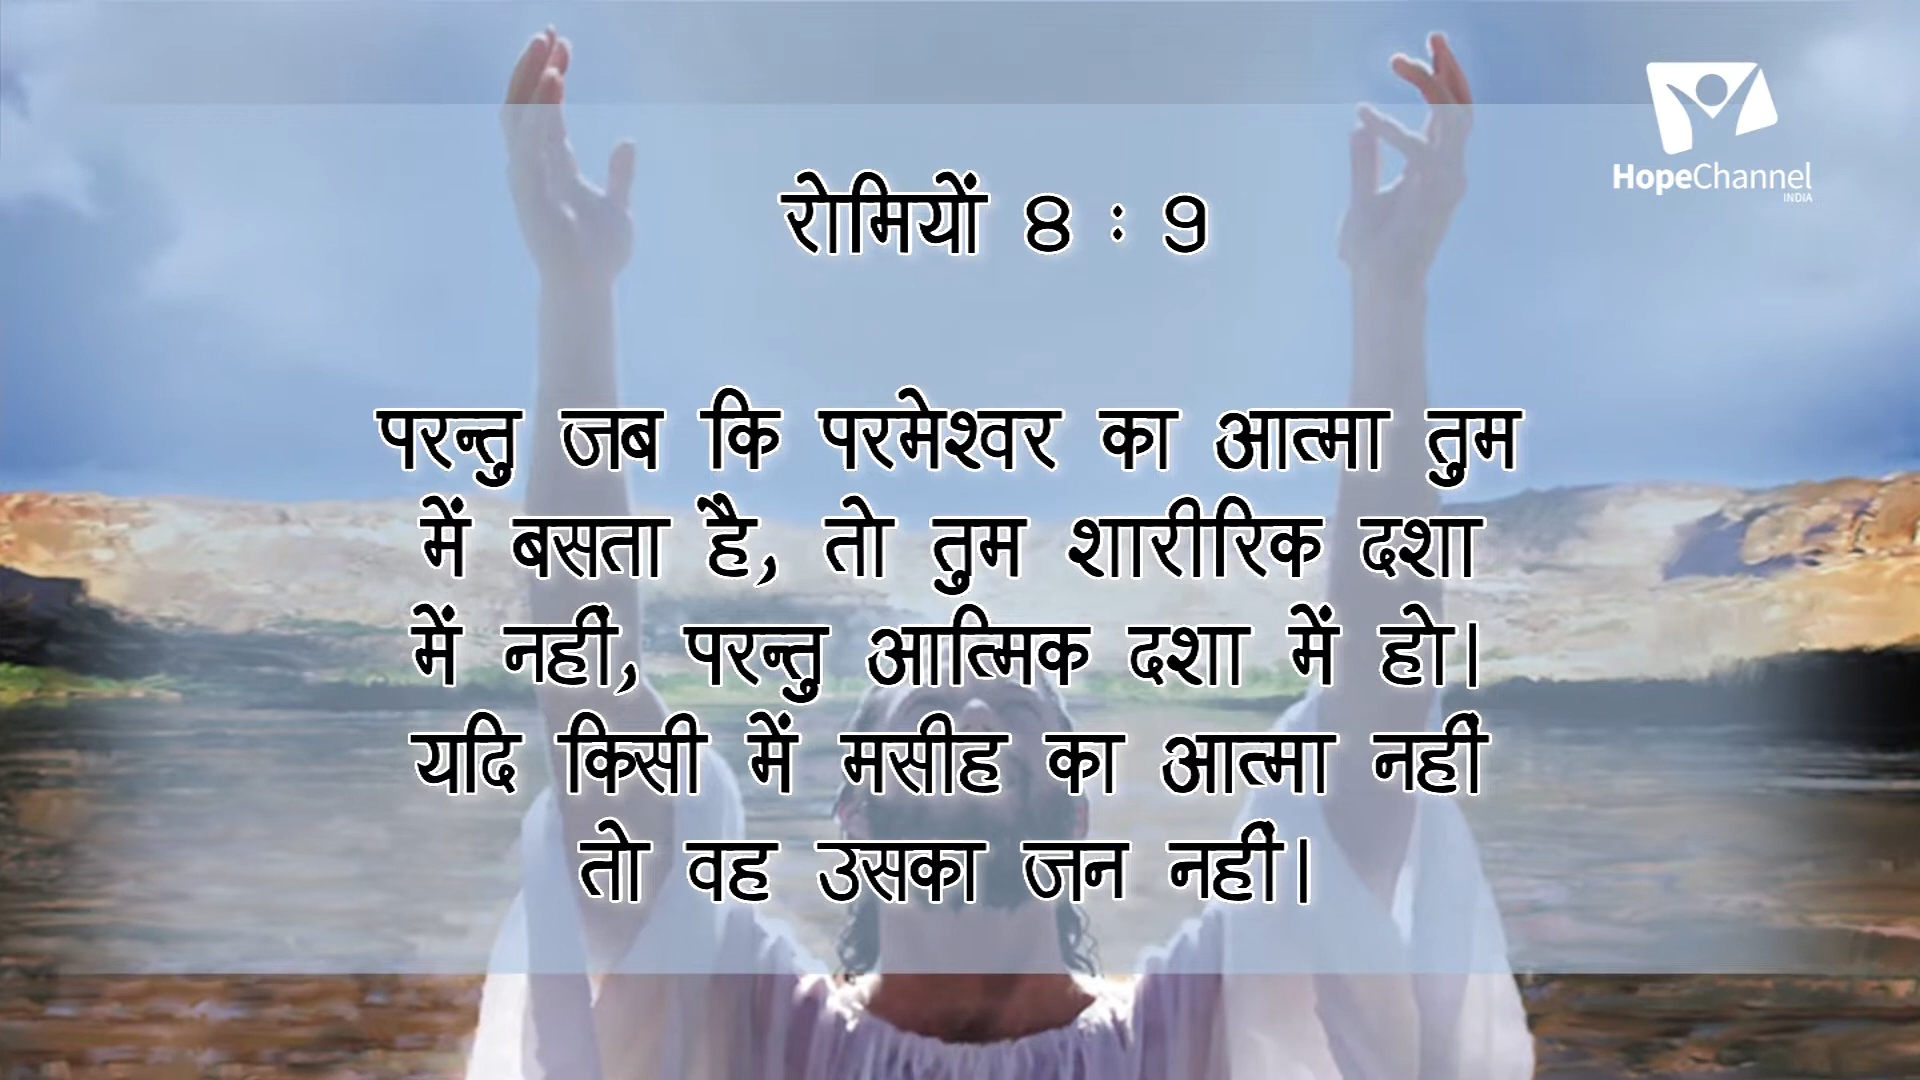 HopeChannel
INDIA
रोमियों 8 : 9
परन्तु जब कि परमेश्वर का आत्मा तुम
में बसता है, तो तुम शारीरिक दशा
में नहीं, परन्तु आत्मिक दशा में हो।
यदि किसी में मसीह का आत्मा नहीं
तो वह उसका जन नहीं।